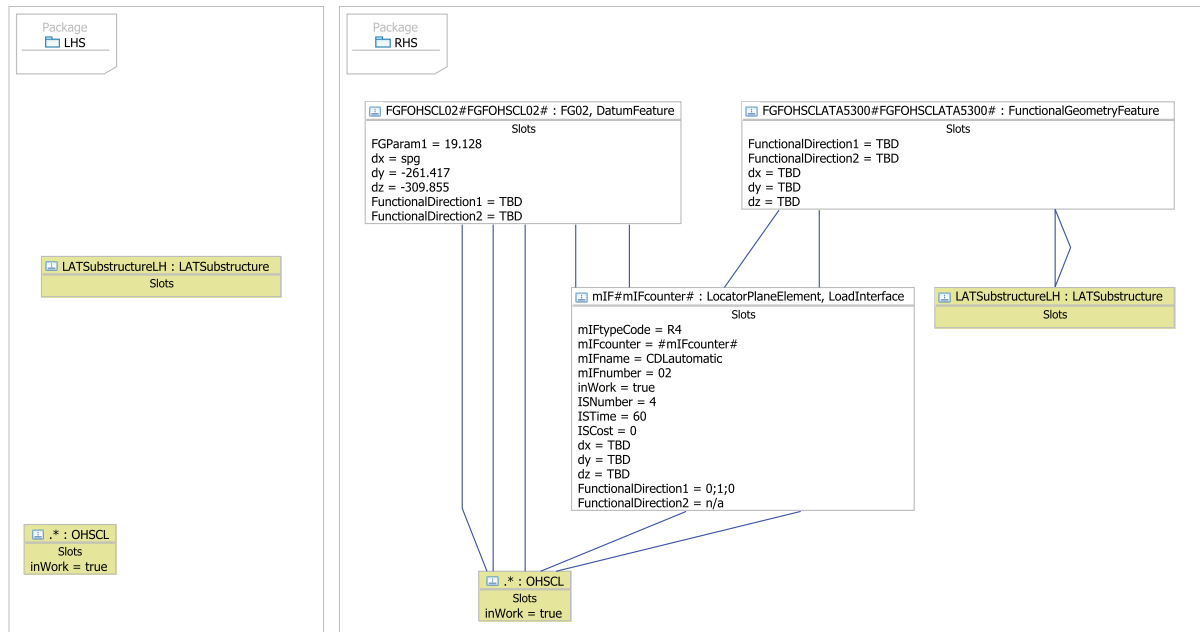 Package
LHS
LATSubstructureLH : LATSubstructure
Slots
.* : OHSCL
Slots
inWork = true
Package
RHS
FGFOHSCL02#FGFOHSCL02# : FG02, DatumFeature
Slots
FGParam1 = 19.128
dx = spg
dy = -261.417
dz = -309.855
FunctionalDirection1 = TBD
FunctionalDirection2 = TBD
FGFOHSCLATA5300#FGFOHSCLATA5300# : FunctionalGeometryFeature
Slots
FunctionalDirection1 = TBD
FunctionalDirection2 = TBD
dx = TBD
dy = TBD
dz = TBD
mIF#mIFcounter# : LocatorPlaneElement, LoadInterface
Slots
mIFtypeCode = R4
mIFcounter = #mIFcounter#
mIFname = CDLautomatic
mIFnumber = 02
inWork = true
ISNumber = 4
ISTime = 60
ISCost = 0
dx = TBD
dy = TBD
dz = TBD
FunctionalDirection1 = 0;1;0
FunctionalDirection2 = n/a
LATSubstructureLH : LATSubstructure
Slots
.* : OHSCL
Slots
inWork = true